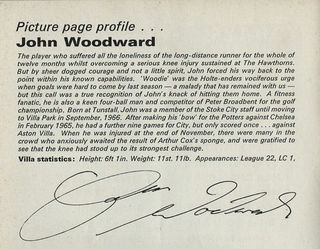 Picture page profile . . .
John Woodward
The player who suffered all the loneliness of the long-distance runner for the whole of
twelve months whilst overcoming a serious knee injury sustained at The Hawthorns.
But by sheer dogged courage and not a little spirit, John forced his way back to the
point within his known capabilities. 'Woodie' was the Holte-enders vociferous urge
when goals were hard to come by last season — a malady that has remained with us —
but this call was a true recognition of John's knack of hitting them home. A fitness
fanatic, he is also a keen four-ball man and competitor of Peter Broadbent for the golf
championship. Born at Tunstall, John was a member of the Stoke City staff until moving
to Villa Park in September, 1966. After making his 'bow' for the Potters against Chelsea
in February 1965, he had a further nine games for City, but only scored once . . . against
Aston Villa. When he was injured at the end of November, there were many in the
crowd who anxiously awaited the result of Arthur Cox's sponge, and were gratified to
see that the knee had stood up to its strongest challenge.
Villa statistics: Height: 6ft 1in. Weight: 11st. 11lb. Appearances: League 22, LC 1.
John Woodward